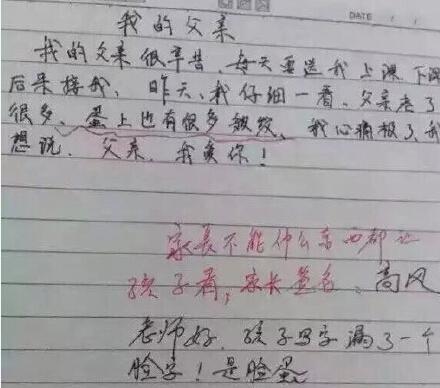 我的父亲
DATE
我的父亲很辛苦、每天要送我上课、下课
后来接我、昨天、我仔细一看、父亲老了
很多、蛋上也有很多皱纹、我心痛极了、我
想说、父亲、我爱你!
家长不能什么东西都让
孩子看,家长签名、高风
老师好、孩子写字漏了一个
脸字!是脸蛋